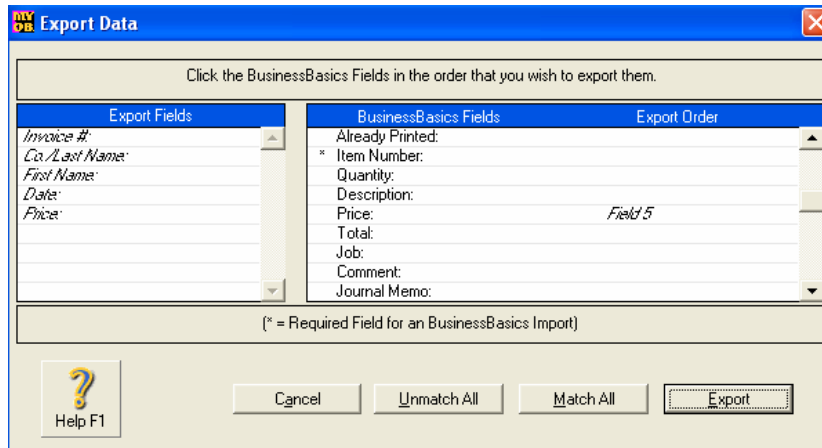 DIY OB Export Data
Click the BusinessBasics Fields in the order that you wish to export them.
Export Fields
Invoice #:
Co./Last Name:
First Name:
Date:
Price:
BusinessBasics Fields Export Order
Already Printed:
* Item Number:
Quantity:
Description:
Price: Field 5
Total:
Job:
Comment:
Journal Memo:
(* = Required Field for an BusinessBasics Import)
? Help F1
Cancel Unmatch All Match All Export